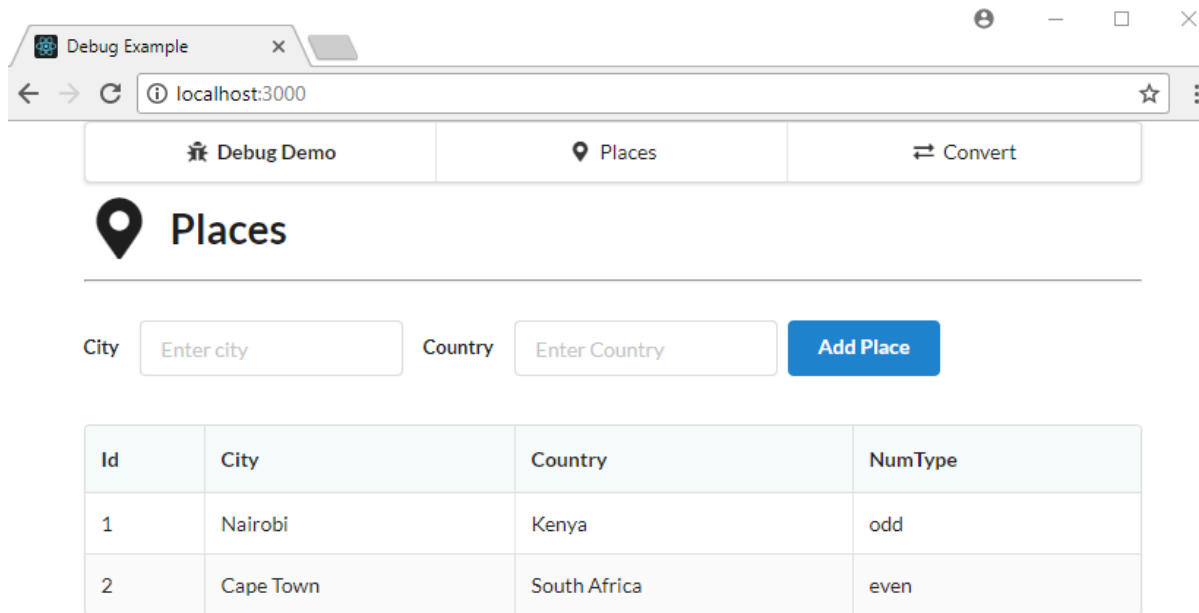 Debug Example
localhost:3000
Debug Demo Places Convert
Places
City Enter city Country Enter Country Add Place
Id City Country NumType
1 Nairobi Kenya odd
2 Cape Town South Africa even